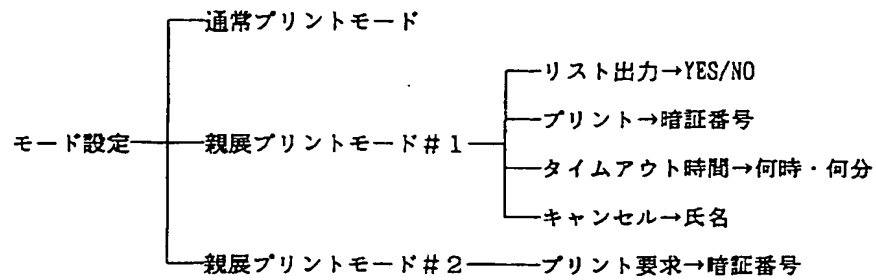 通常プリントモード
リスト出力→YES/NO
プリント→暗証番号
モード設定
親展プリントモード#1
タイムアウト時間→何時・何分
キャンセル→氏名
親展プリントモード#2
プリント要求→暗証番号